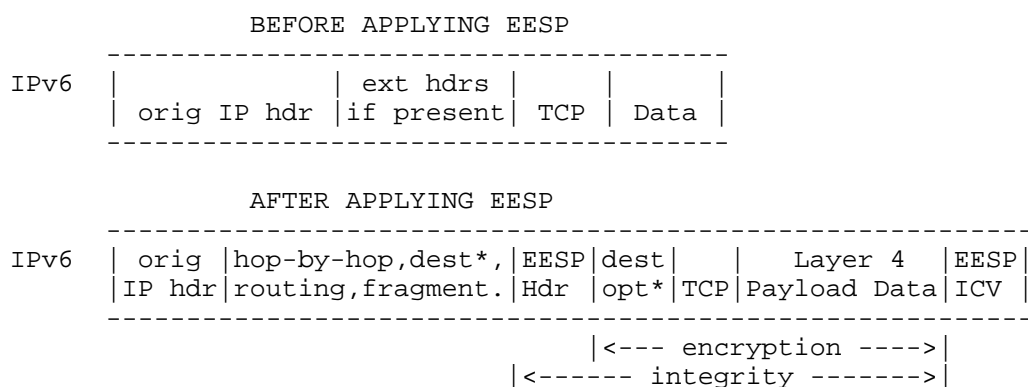 BEFORE APPLYING EESP
---------------------------------------
IPv6 | | ext hdrs | | |
| orig IP hdr |if present| TCP | Data |
---------------------------------------
AFTER APPLYING EESP
----------------------------------------------------------
IPv6 | orig |hop-by-hop,dest*,|EESP|dest| | Layer 4 |EESP|
|IP hdr|routing,fragment.|Hdr |opt*|TCP|Payload Data|ICV |
----------------------------------------------------------
|<--- encryption ---->|
|<------ integrity ------->|